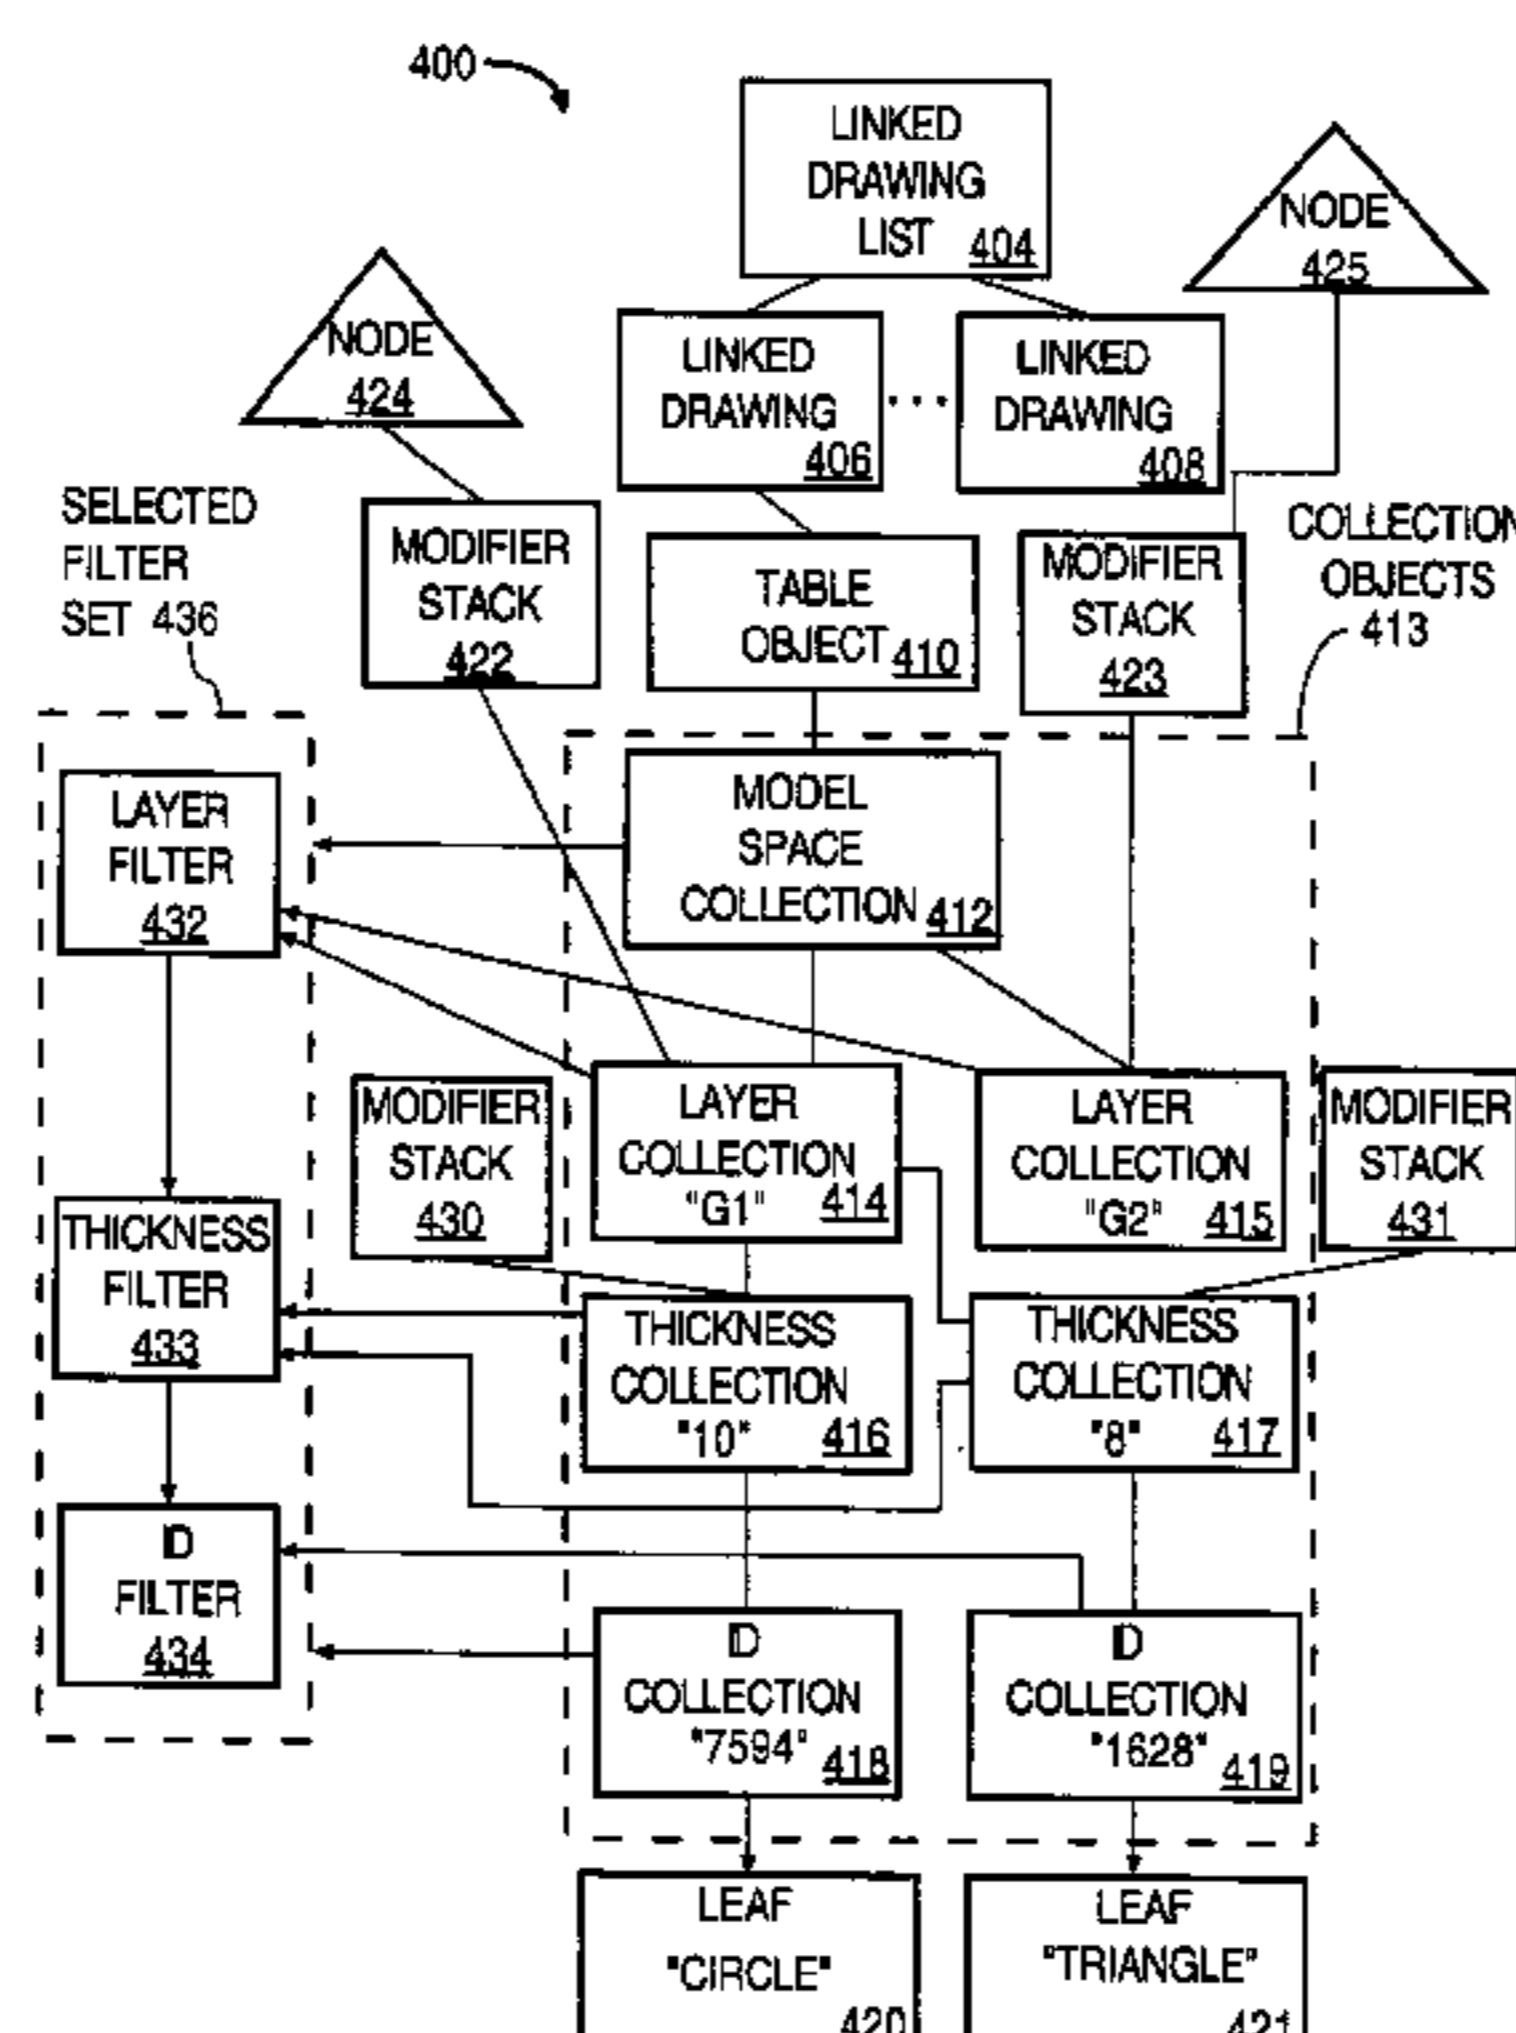 400
LINKED
DRAWING
LIST 404
NODE
425
NODE
424
LINKED
DRAWING
406
LINKED
DRAWING
408
SELECTED
FILTER
SET 436
MODIFIER
STACK
422
TABLE
OBJECT 410
MODIFIER
STACK
423
COLLECTION
OBJECTS
413
LAYER
FILTER
432
MODEL
SPACE
COLLECTION 412
MODIFIER
STACK
430
LAYER
COLLECTION
"G1" 414
LAYER
COLLECTION
"G2" 415
MODIFIER
STACK
431
THICKNESS
FILTER
433
THICKNESS
COLLECTION
"10" 416
THICKNESS
COLLECTION
"8" 417
ID
FILTER
434
ID
COLLECTION
"7594" 418
ID
COLLECTION
"1628" 419
LEAF
"CIRCLE"
420
LEAF
"TRIANGLE"
421